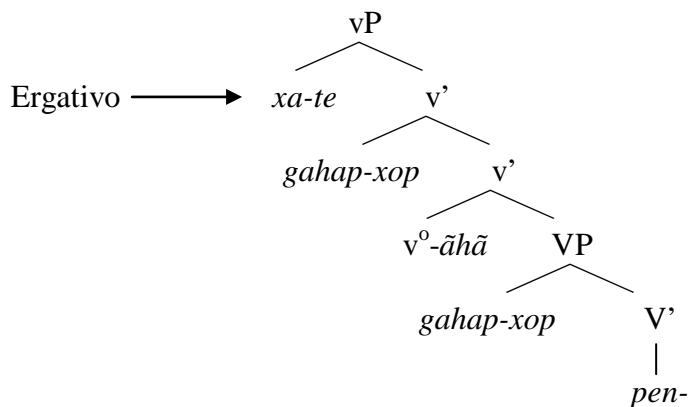 vP
Ergativo xa-te v’
gahap-xop v’
vº-ãhã VP
gahap-xop V’
pen-